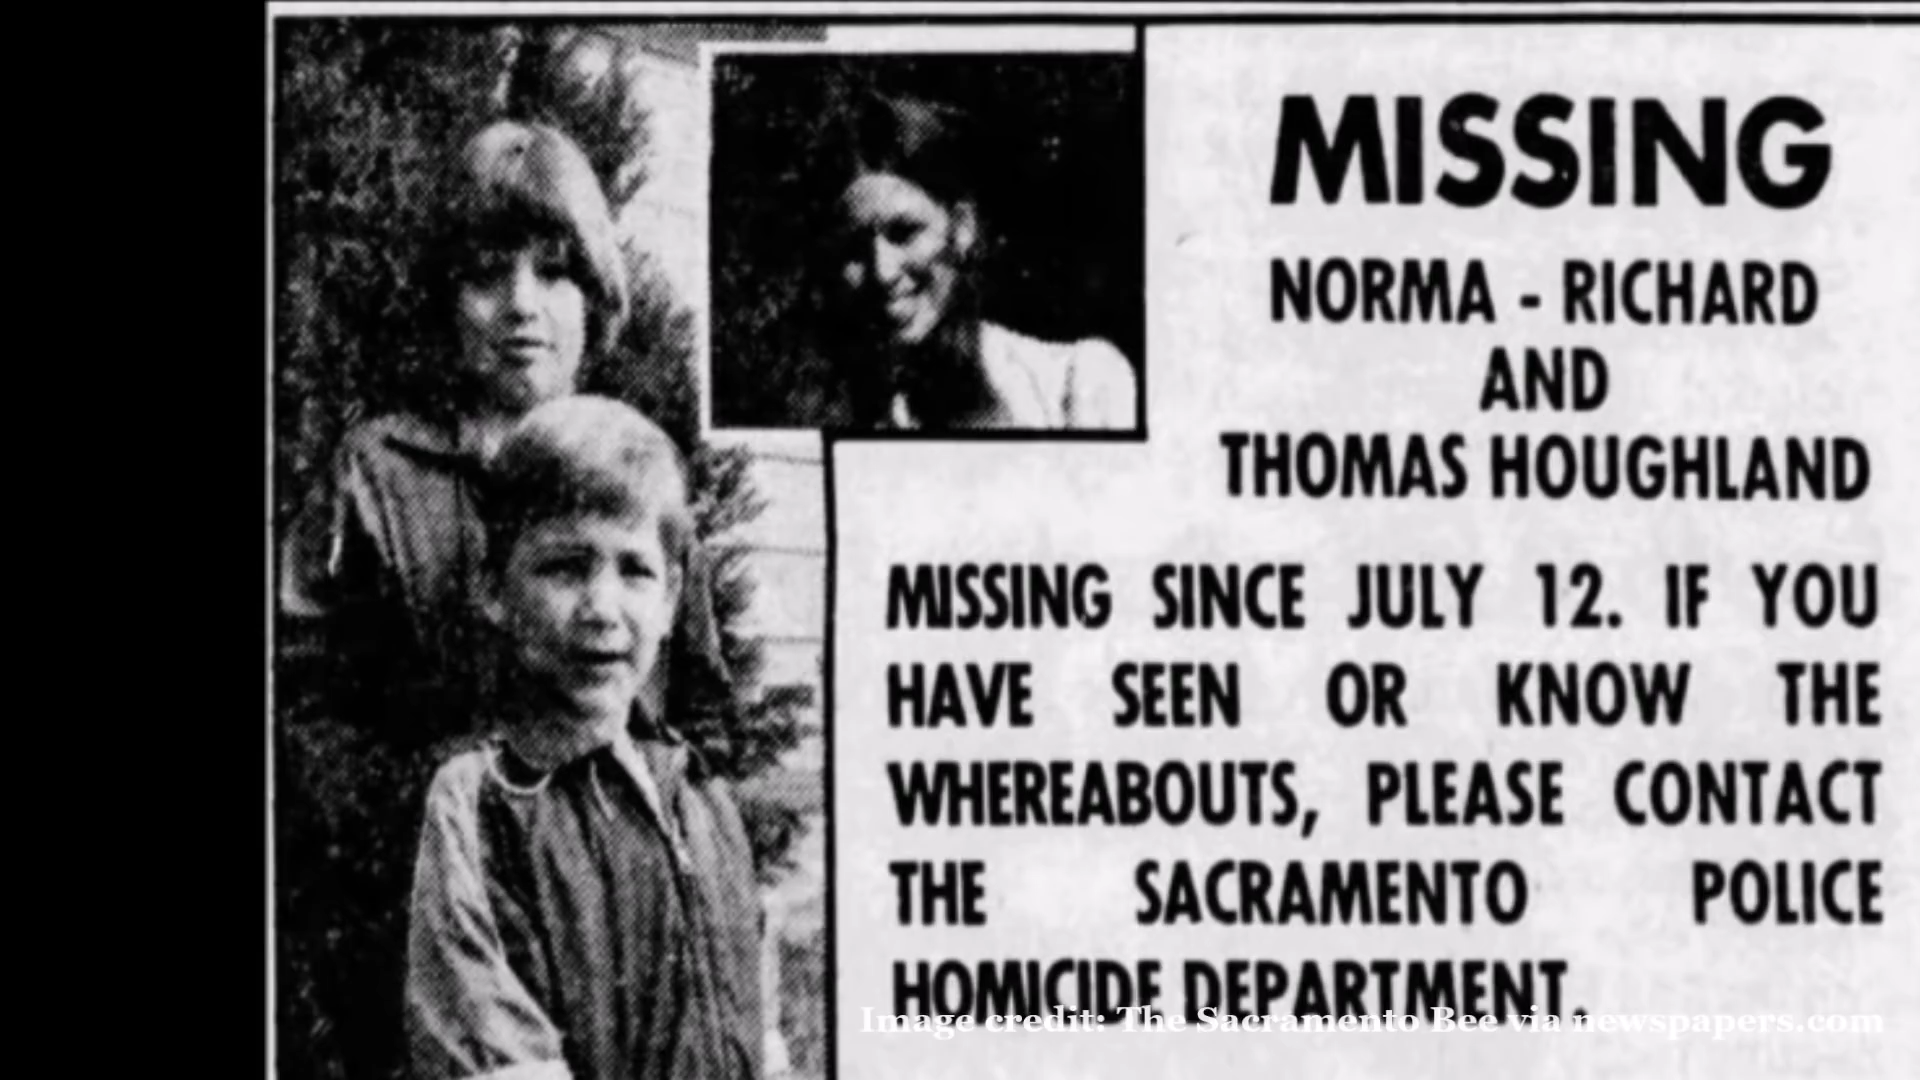 MISSING
NORMA - RICHARD
AND
THOMAS HOUGHLAND
MISSING SINCE JULY 12. IF YOU
HAVE SEEN OR KNOW THE
WHEREABOUTS, PLEASE CONTACT
THE SACRAMENTO POLICE
HOMICIDE DEPARTMENT.
Image credit: The Sacramento Bee via newspapers.com